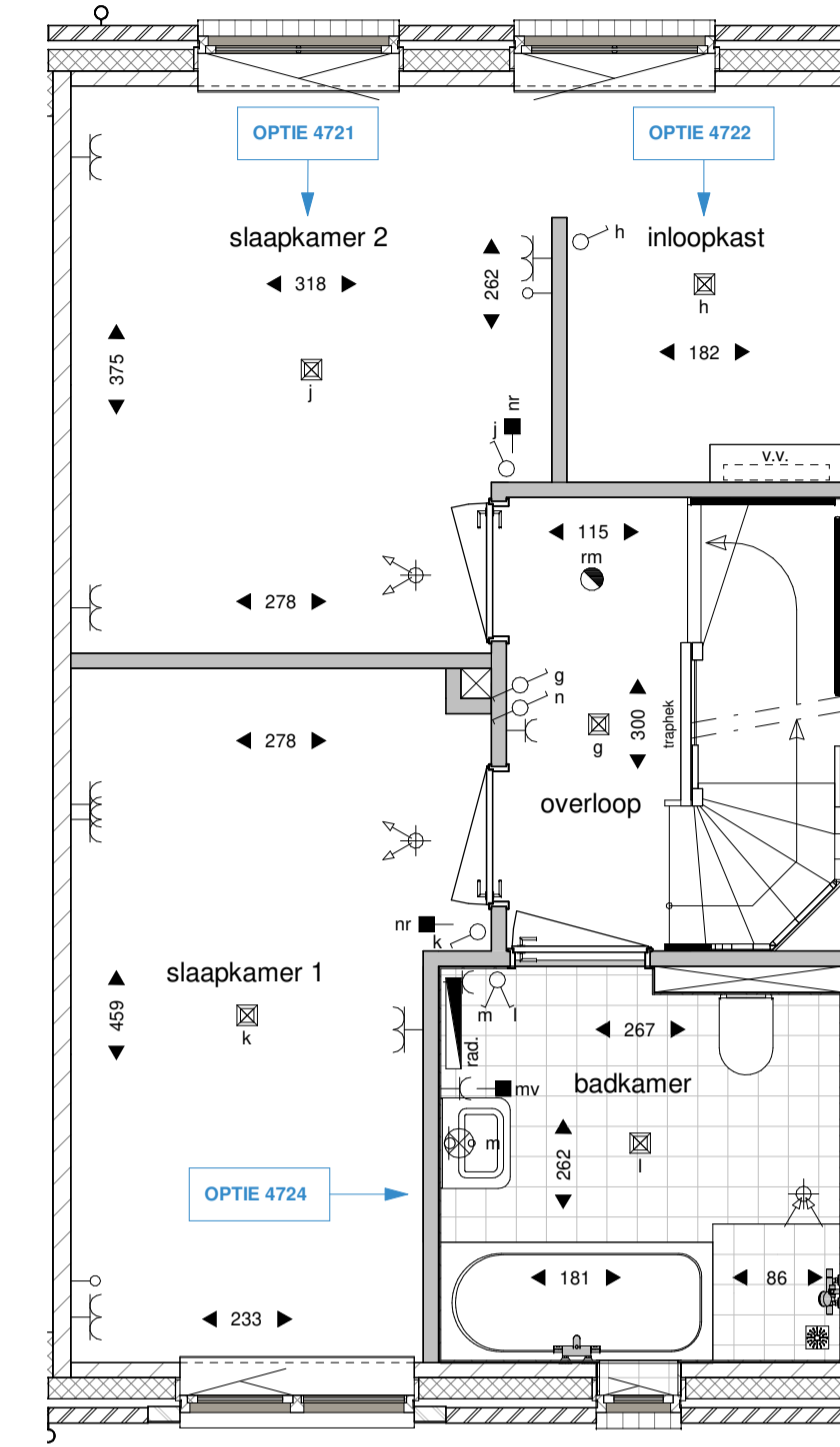 OPTIE 4721
OPTIE 4722
slaapkamer 2
h
inloopkast
318
262
h
182
375
j
nr
j
v.v.
115
rm
278
g
n
278
g
300
traphek
overloop
nr
k
slaapkamer 1
459
k
m
l
267
rad.
mv
badkamer
m
262
l
OPTIE 4724
181
86
233